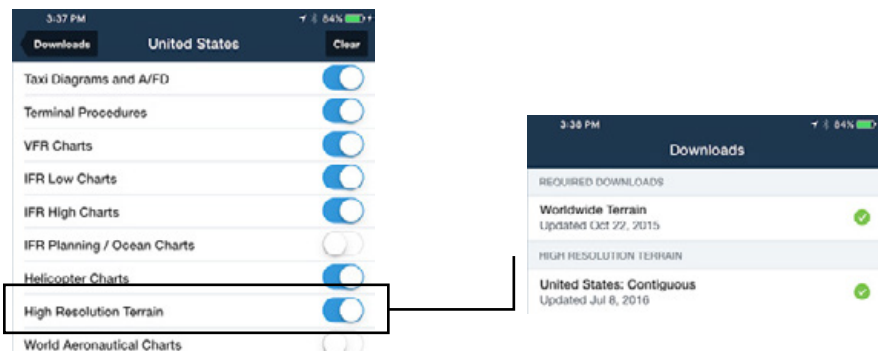 3:37 PM
84%
Downloads
United States
Clear
Taxi Diagrams and A/FD
Terminal Procedures
VFR Charts
IFR Low Charts
IFR High Charts
IFR Planning / Ocean Charts
Helicopter Charts
High Resolution Terrain
World Aeronautical Charts
3:38 PM
84%
Downloads
REQUIRED DOWNLOADS
Worldwide Terrain
Updated Oct 22, 2015
HIGH RESOLUTION TERRAIN
United States: Contiguous
Updated Jul 8, 2016